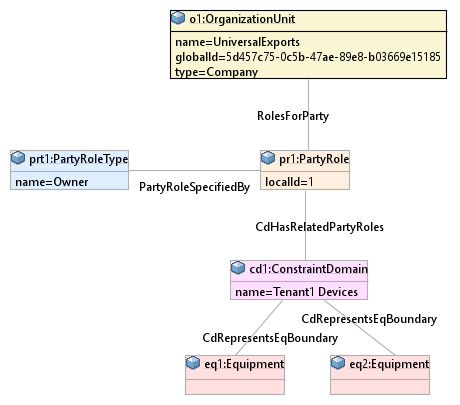 o1:OrganizationUnit
name=UniversalExports
globalId=5d457c75-0c5b-47ae-89e8-b03669e15185
type=Company
RolesForParty
prt1:PartyRoleType
name=Owner
PartyRoleSpecifiedBy
pr1:PartyRole
localId=1
CdHasRelatedPartyRoles
cd1:ConstraintDomain
name=Tenant1 Devices
CdRepresentsEqBoundary
CdRepresentsEqBoundary
eq1:Equipment
eq2:Equipment